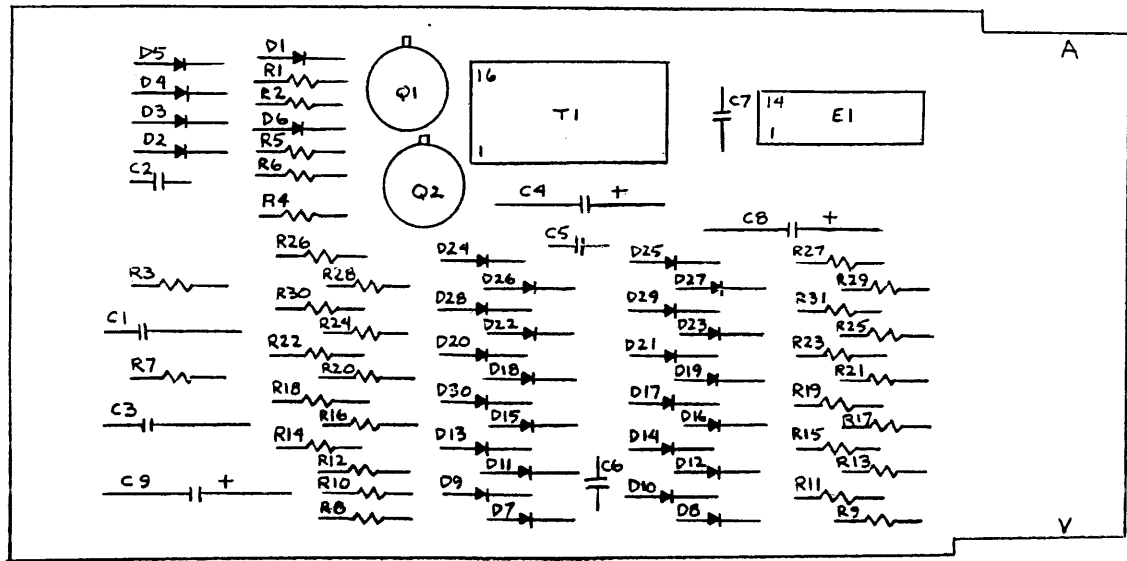 A
D5
D1
R1
Q1
16
T1
1
C7
14
E1
1
D4
R2
D3
D6
D2
R5
C2
R6
Q2
R4
C4 +
C5
C8 +
R26
D24
D25
R27
R3
R28
D26
D27
R29
R30
D28
D29
R31
C1
R24
D22
D23
R25
R22
D20
D21
R23
R7
R20
D18
D19
R21
R18
D30
D17
R19
C3
R16
D15
D16
R17
R14
D13
D14
R15
R12
D11
C6
D12
R13
C9 +
R10
D9
D10
R11
R8
D7
D8
R9
V